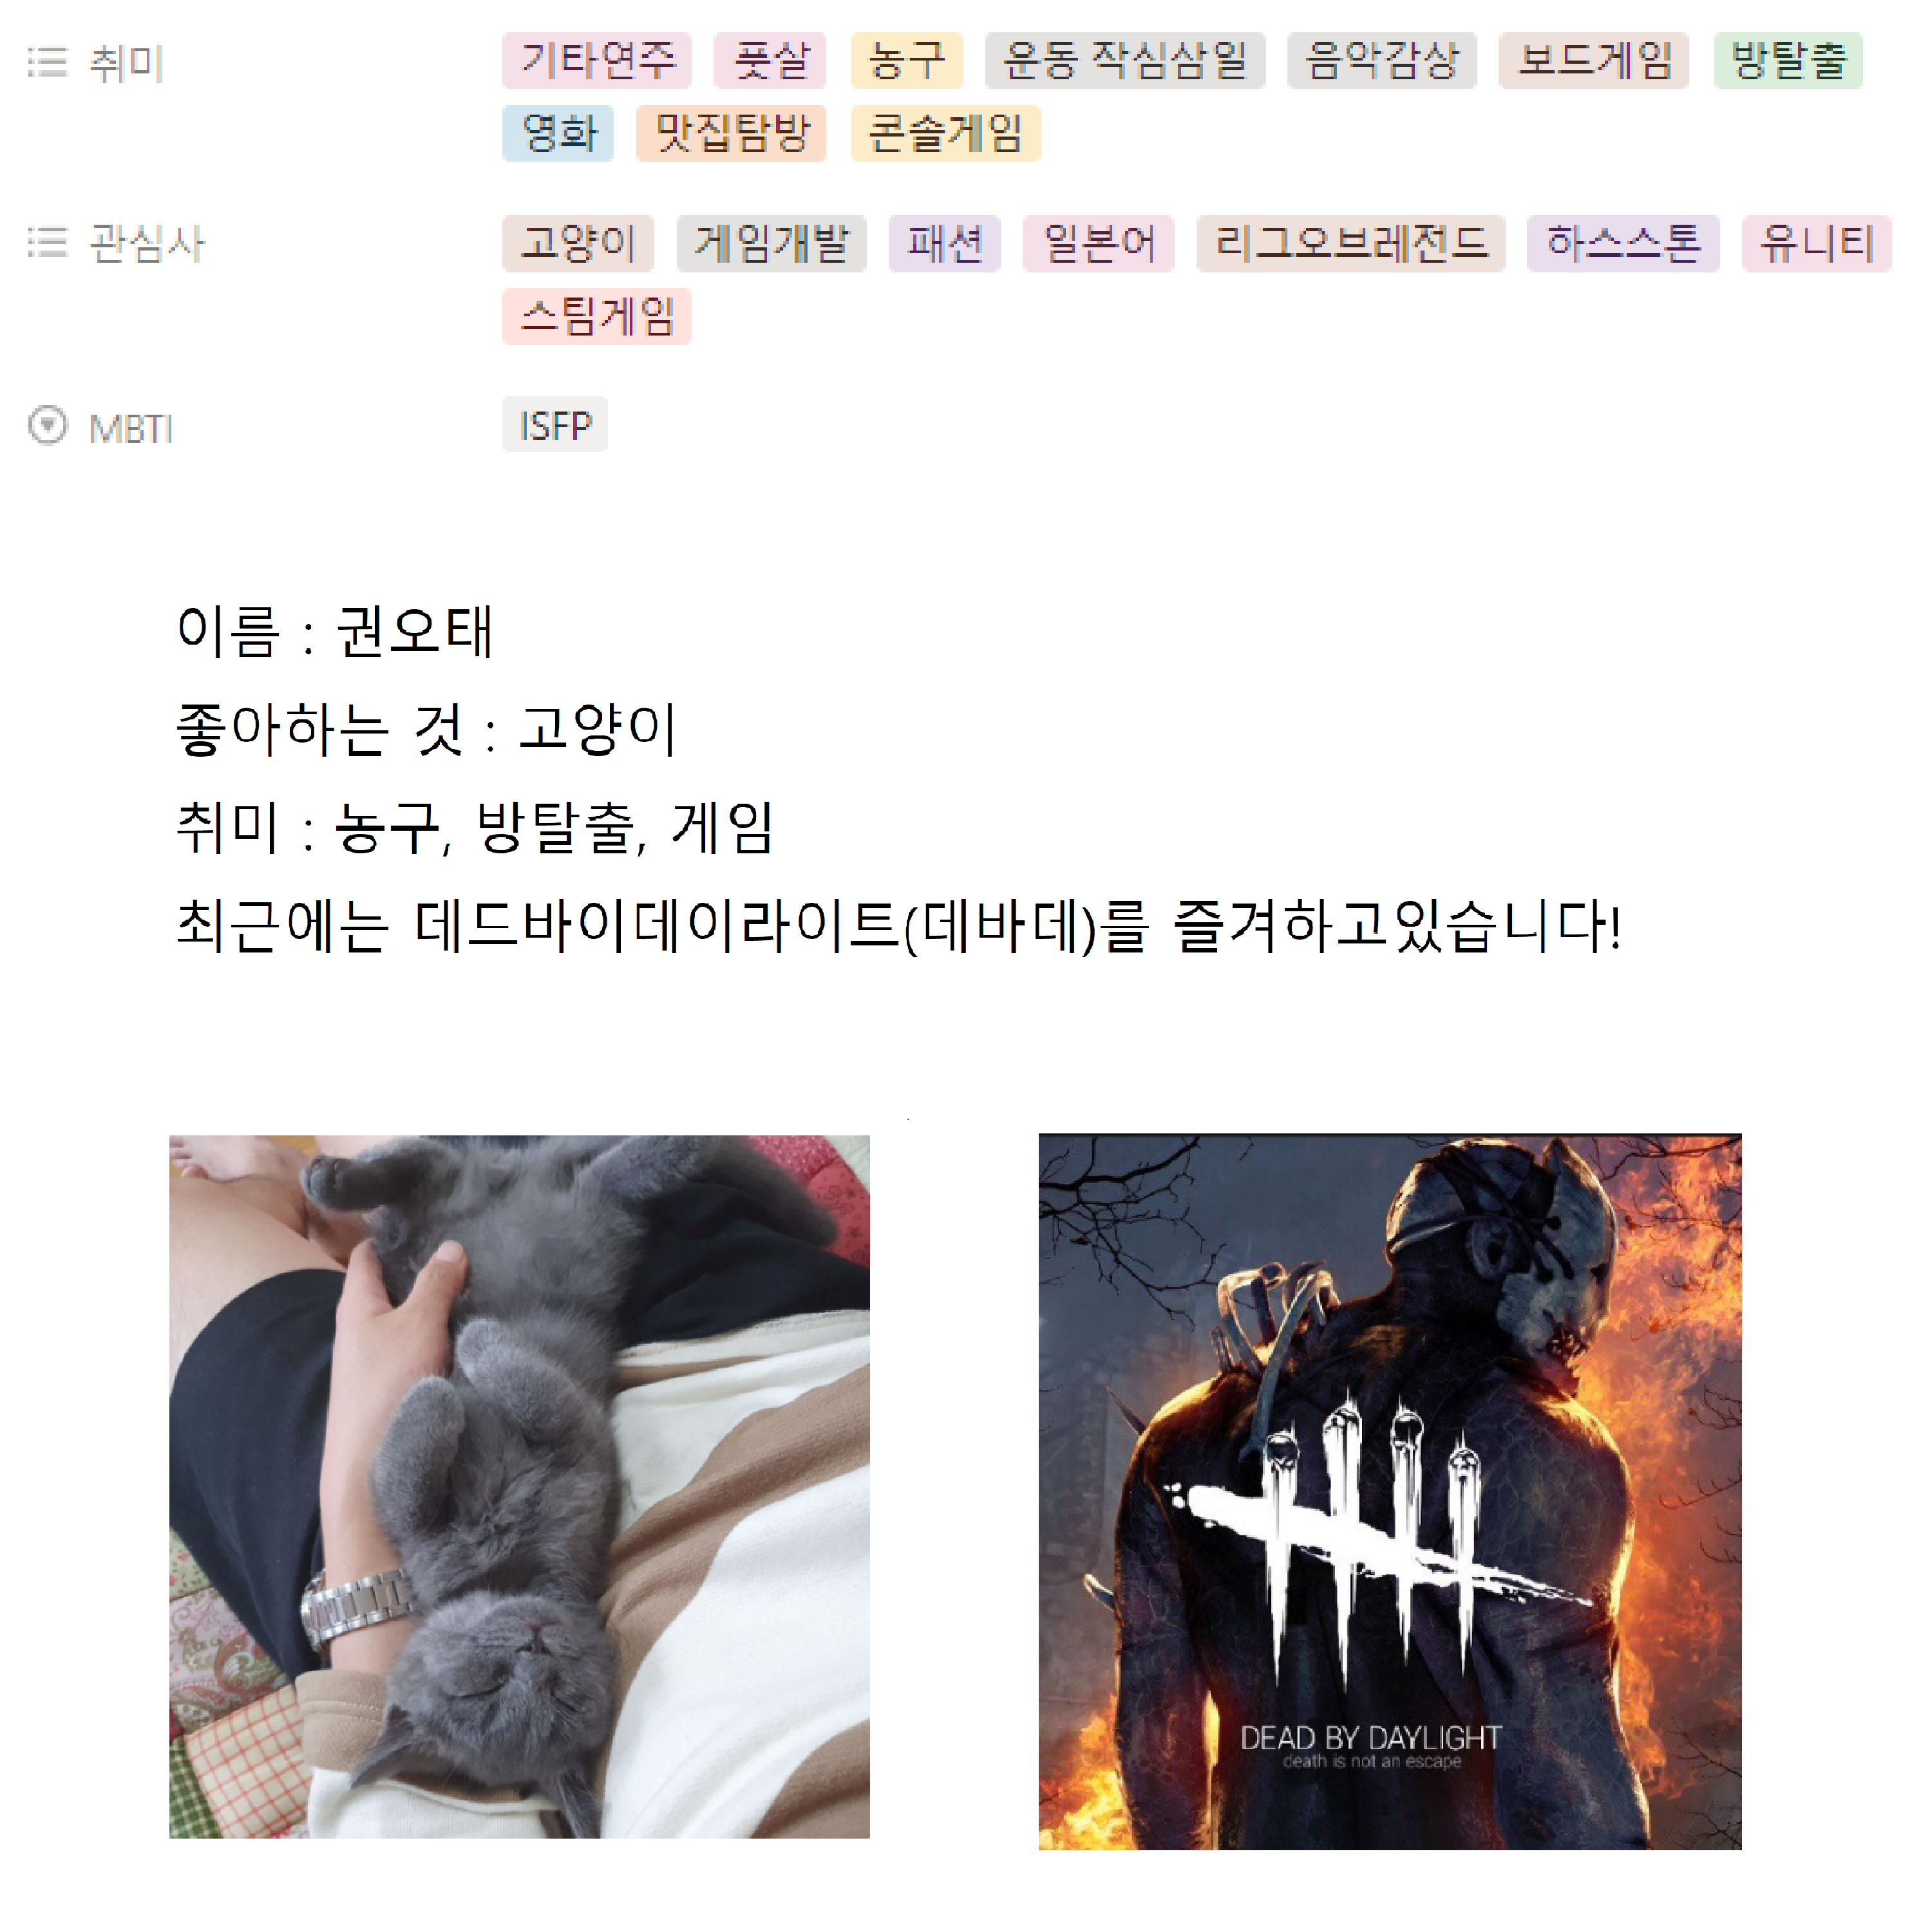 취미 기타연주 풋살 농구 운동 작심삼일 음악감상 보드게임 방탈출
영화 맛집탐방 콘솔게임
관심사 고양이 게임개발 패션 일본어 리그오브레전드 하스스톤 유니티
스팀게임
MBTI ISFP
이름 : 권오태
좋아하는 것 : 고양이
취미 : 농구, 방탈출, 게임
최근에는 데드바이데이라이트(데바데)를 즐겨하고있습니다!
DEAD BY DAYLIGHT
death is not an escape